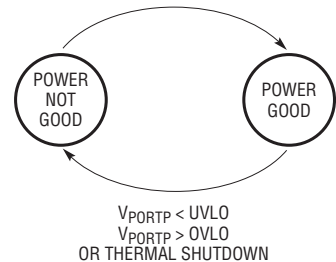 POWER
NOT
GOOD
POWER
GOOD
VPORTP < UVLO
VPORTP > OVLO
OR THERMAL SHUTDOWN